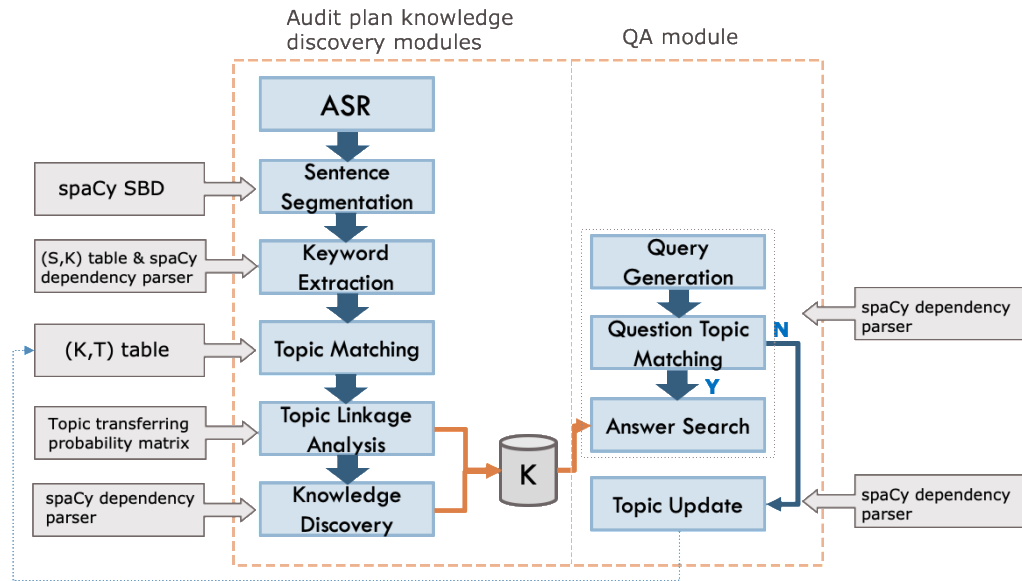 Audit plan knowledge
discovery modules
QA module
ASR
spaCy SBD
Sentence
Segmentation
(S,K) table & spaCy
dependency parser
Keyword
Extraction
Query
Generation
spaCy dependency
parser
(K,T) table
Topic Matching
Question Topic
Matching
N
Y
Topic transferring
probability matrix
Topic Linkage
Analysis
Answer Search
K
spaCy dependency
parser
Knowledge
Discovery
Topic Update
spaCy dependency
parser